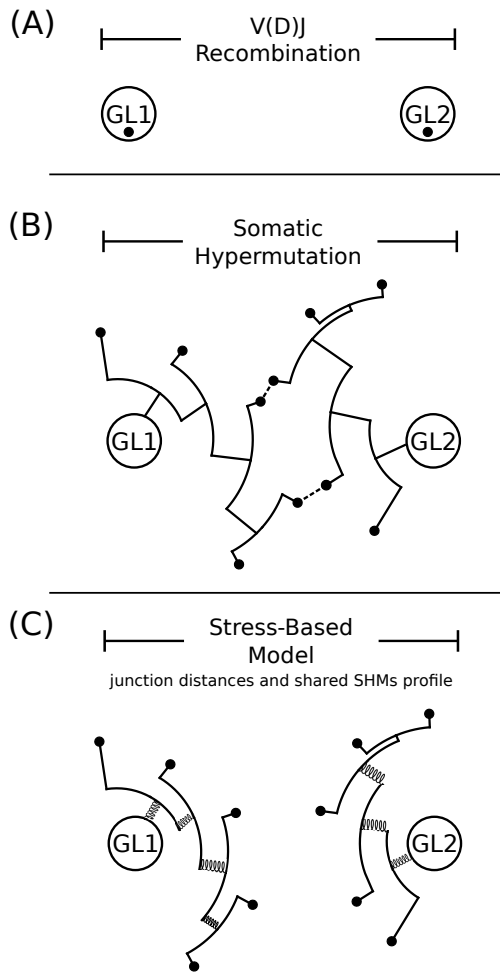 (A)
V(D)J
Recombination
GL1
GL2
(B)
Somatic
Hypermutation
GL1
GL2
(C)
Stress-Based
Model
junction distances and shared SHMs profile
GL1
GL2